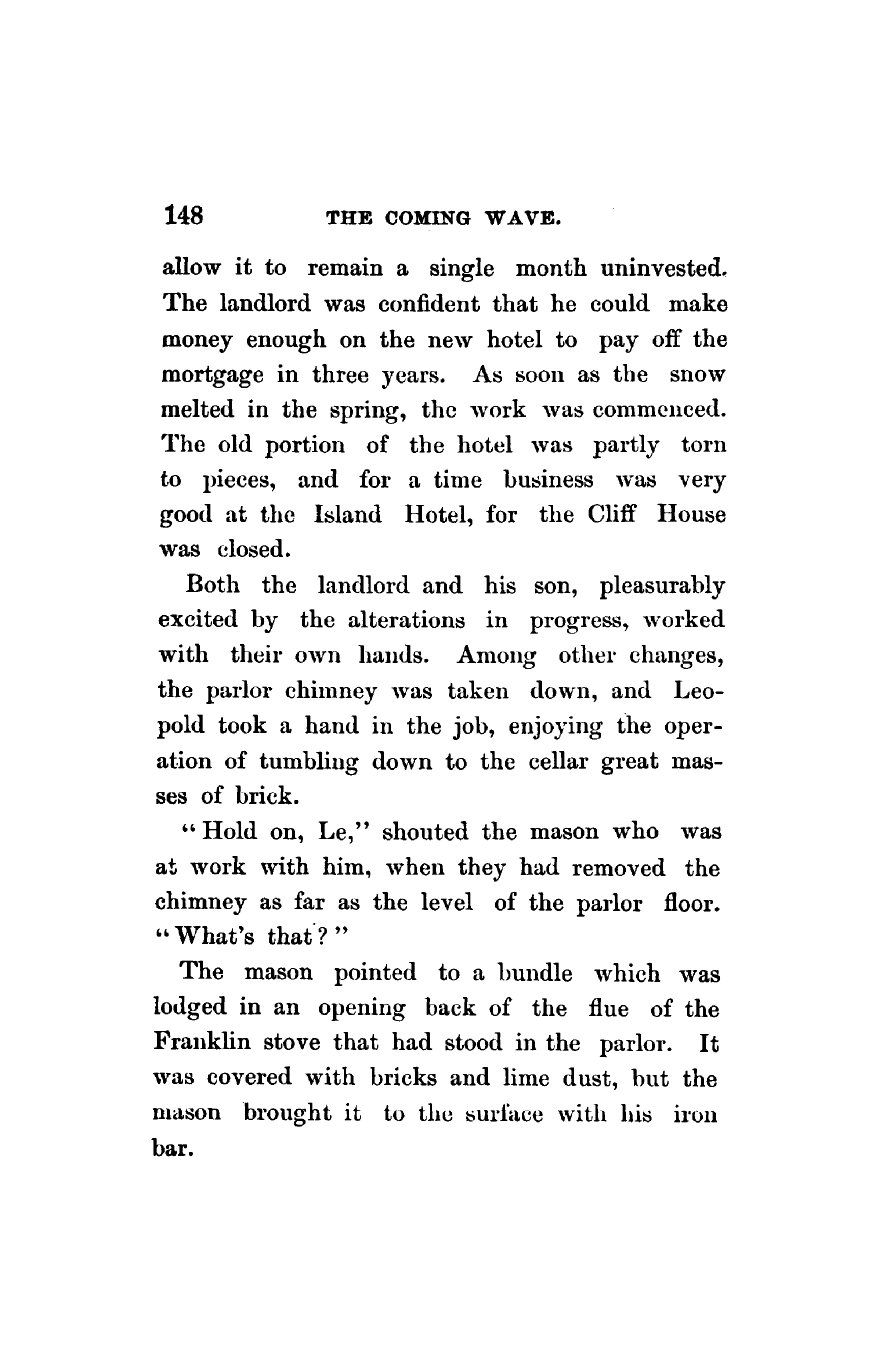 148 THE COMING WAVE.
allow it to remain a single month uninvested.
The landlord was confident that he could make
money enough on the new hotel to pay off the
mortgage in three years. As soon as the snow
melted in the spring, the work was commenced.
The old portion of the hotel was partly torn
to pieces, and for a time business was very
good at the Island Hotel, for the Cliff House
was closed.
Both the landlord and his son, pleasurably
excited by the alterations in progress, worked
with their own hands. Among other changes,
the parlor chimney was taken down, and Leo-
pold took a hand in the job, enjoying the oper-
ation of tumbling down to the cellar great mas-
ses of brick.
“Hold on, Le,” shouted the mason who was
at work with him, when they had removed the
chimney as far as the level of the parlor floor.
“What's that?”
The mason pointed to a bundle which was
lodged in an opening back of the flue of the
Franklin stove that had stood in the parlor. It
was covered with bricks and lime dust, but the
mason brought it to the surface with his iron
bar.